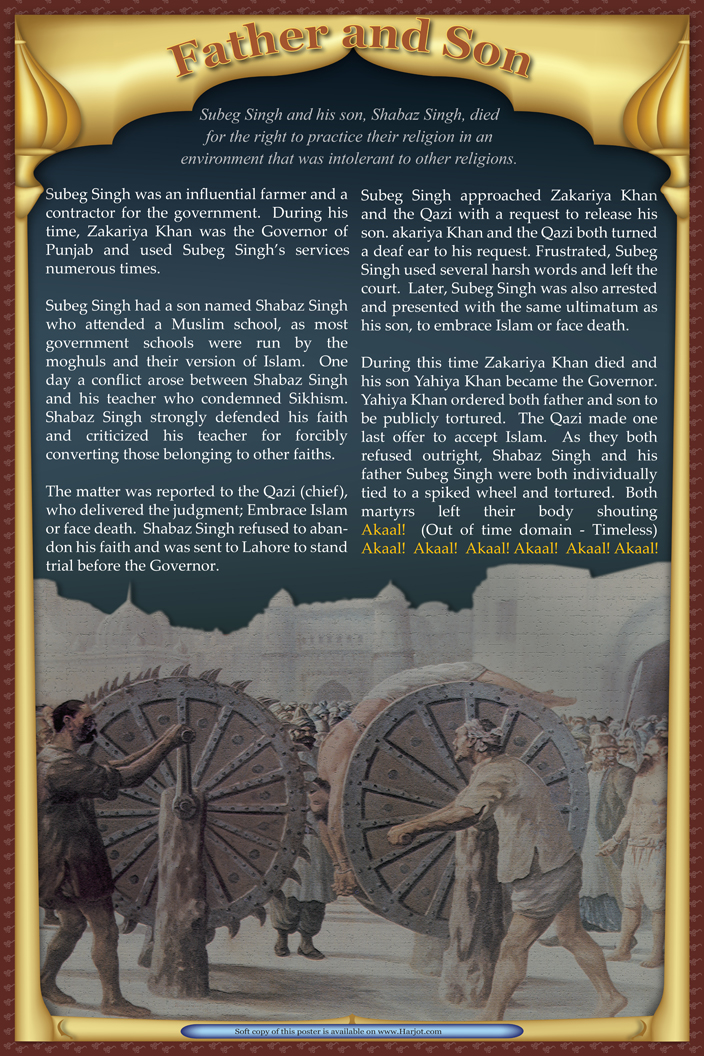 Father and Son
Subeg Singh and his son, Shabaz Singh, died
for the right to practice their religion in an
environment that was intolerant to other religions.
Subeg Singh was an influential farmer and a
contractor for the government. During his
time, Zakariya Khan was the Governor of
Punjab and used Subeg Singh's services
numerous times.
Subeg Singh had a son named Shabaz Singh
who attended a Muslim school, as most
government schools were run by the
moghuls and their version of Islam. One
day a conflict arose between Shabaz Singh
and his teacher who condemned Sikhism.
Shabaz Singh strongly defended his faith
and criticized his teacher for forcibly
converting those belonging to other faiths.
The matter was reported to the Qazi (chief),
who delivered the judgment; Embrace Islam
or face death. Shabaz Singh refused to aban-
don his faith and was sent to Lahore to stand
trial before the Governor.
Subeg Singh approached Zakariya Khan
and the Qazi with a request to release his
son. akariya Khan and the Qazi both turned
a deaf ear to his request. Frustrated, Subeg
Singh used several harsh words and left the
court. Later, Subeg Singh was also arrested
and presented with the same ultimatum as
his son, to embrace Islam or face death.
During this time Zakariya Khan died and
his son Yahiya Khan became the Governor.
Yahiya Khan ordered both father and son to
be publicly tortured. The Qazi made one
last offer to accept Islam. As they both
refused outright, Shabaz Singh and his
father Subeg Singh were both individually
tied to a spiked wheel and tortured. Both
martyrs left their body shouting
Akaal! (Out of time domain - Timeless)
Akaal! Akaal! Akaal! Akaal! Akaal! Akaal!
Soft copy of this poster is available on www.Harjot.com